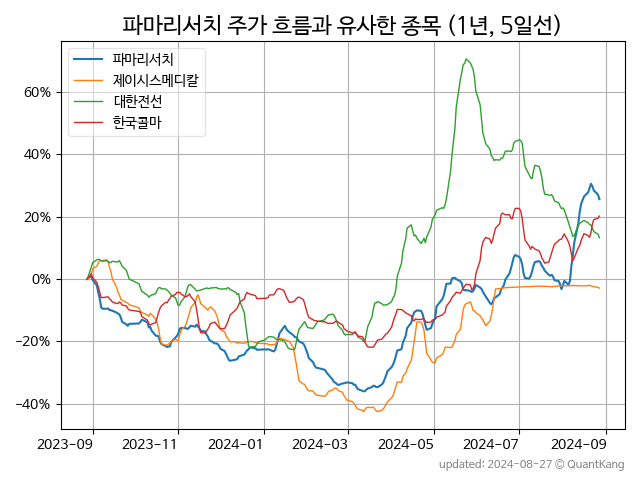 파마리서치 주가 흐름과 유사한 종목 (1년, 5일선)
파마리서치
제이시스메디칼
대한전선
한국콜마
60%
40%
20%
0%
−20%
−40%
2023-09 2023-11 2024-01 2024-03 2024-05 2024-07 2024-09
updated: 2024-08-27 © QuantKang